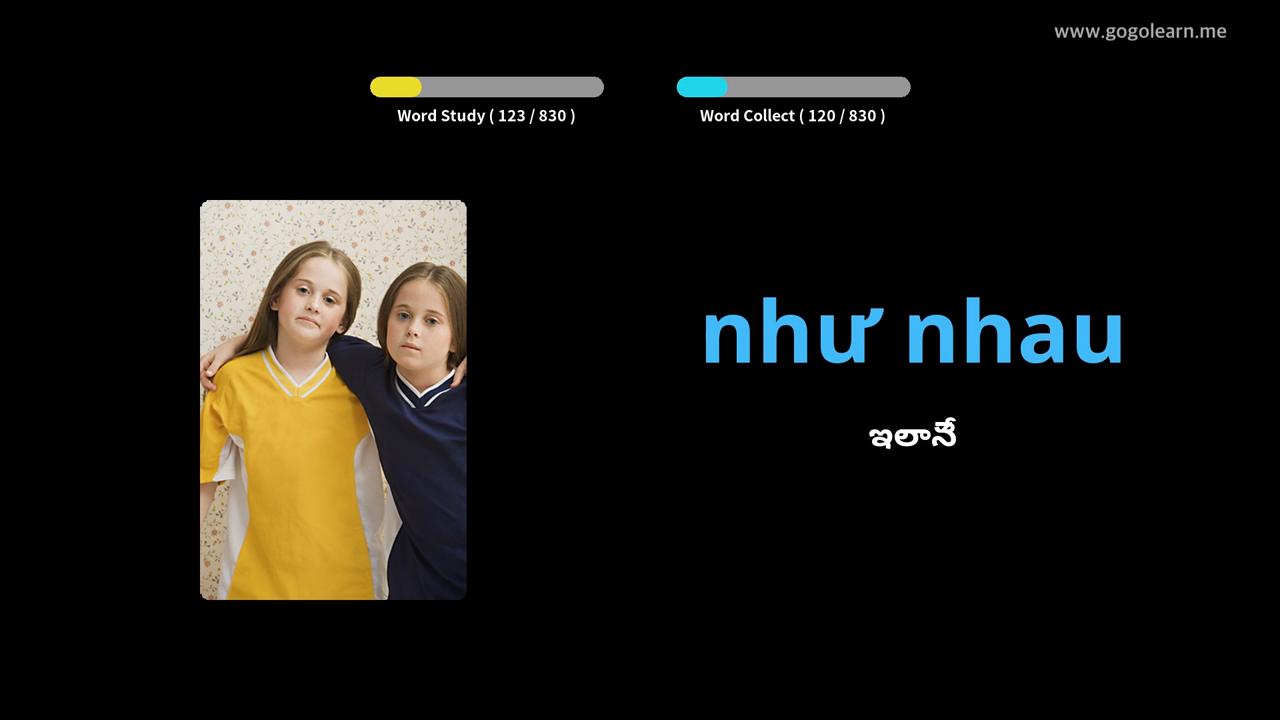 www.gogolearn.me
Word Study ( 123 / 830 )
Word Collect ( 120 / 830 )
như nhau
ఇలానే